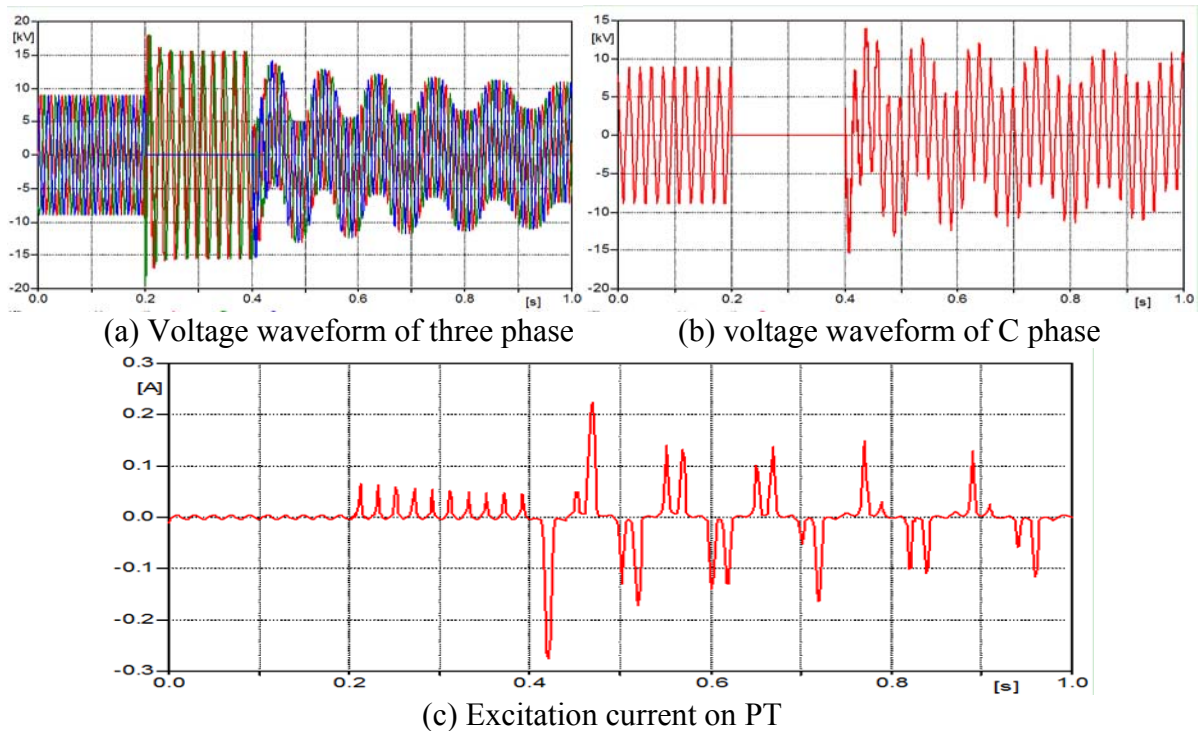 20
[kV]
15
10
5
0
-5
-10
-15
-20
0.0 0.2 0.4 0.6 0.8 [s] 1.0
(a) Voltage waveform of three phase
15
[kV]
10
5
0
-5
-10
-15
-20
0.0 0.2 0.4 0.6 0.8 [s] 1.0
(b) voltage waveform of C phase
0.3
[A]
0.2
0.1
0.0
-0.1
-0.2
-0.3
0.0 0.2 0.4 0.6 0.8 [s] 1.0
(c) Excitation current on PT